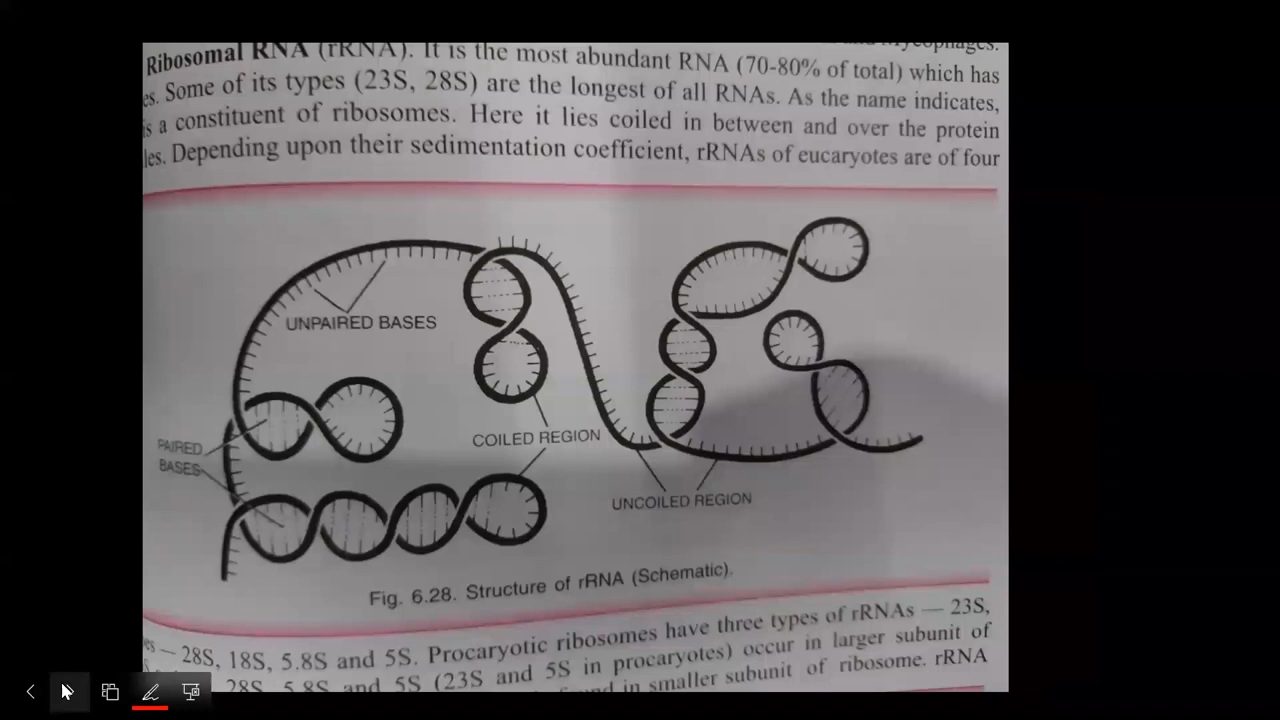 Mycophages.
Ribosomal RNA (rRNA). It is the most abundant RNA (70-80% of total) which has
es. Some of its types (23S, 28S) are the longest of all RNAs. As the name indicates,
is a constituent of ribosomes. Here it lies coiled in between and over the protein
les. Depending upon their sedimentation coefficient, rRNAs of eucaryotes are of four
UNPAIRED BASES
PAIRED
BASES
COILED REGION
UNCOILED REGION
Fig. 6.28. Structure of rRNA (Schematic).
es — 28S, 18S, 5.8S and 5S. Procaryotic ribosomes have three types of rRNAs — 23S,
28S, 5.8S and 5S (23S and 5S in procaryotes) occur in larger subunit of
in smaller subunit of ribosome. rRNA